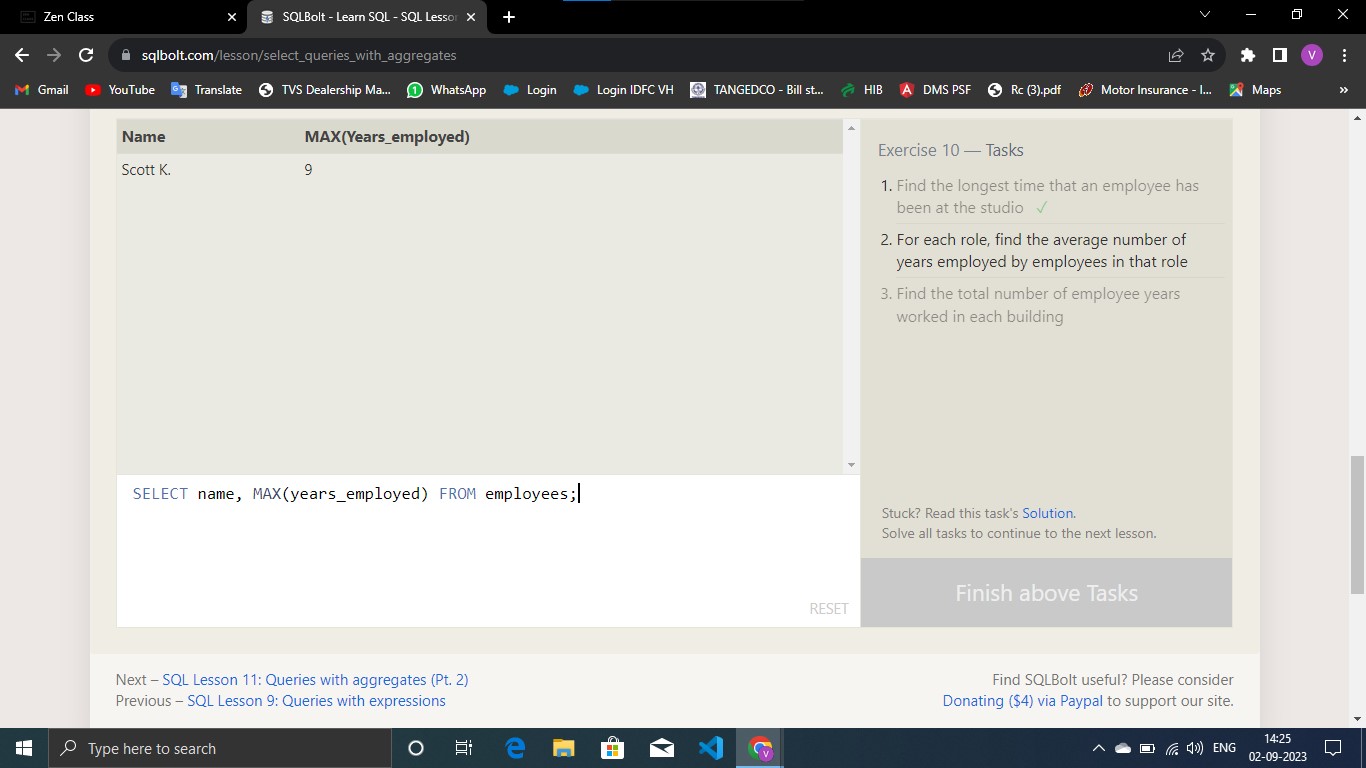 Zen Class
SQLBolt - Learn SQL - SQL Lesson
sqlbolt.com/lesson/select_queries_with_aggregates
V
Gmail
YouTube
Translate
TVS Dealership Ma...
WhatsApp
Login
Login IDFC VH
TANGEDCO - Bill st...
HIB
DMS PSF
Rc (3).pdf
Motor Insurance - I...
Maps
»
Name MAX(Years_employed)
Scott K. 9
SELECT name, MAX(years_employed) FROM employees;
RESET
Exercise 10 — Tasks
1. Find the longest time that an employee has
been at the studio ✓
2. For each role, find the average number of
years employed by employees in that role
3. Find the total number of employee years
worked in each building
Stuck? Read this task's Solution.
Solve all tasks to continue to the next lesson.
Finish above Tasks
Next – SQL Lesson 11: Queries with aggregates (Pt. 2)
Previous – SQL Lesson 9: Queries with expressions
Find SQLBolt useful? Please consider
Donating ($4) via Paypal to support our site.
Type here to search
ENG
14:25
02-09-2023